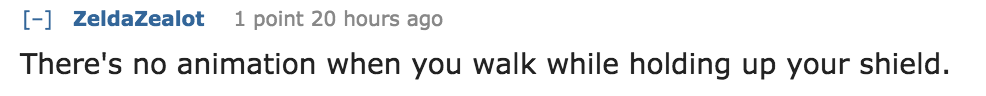 [–] ZeldaZealot 1 point 20 hours ago
There's no animation when you walk while holding up your shield.